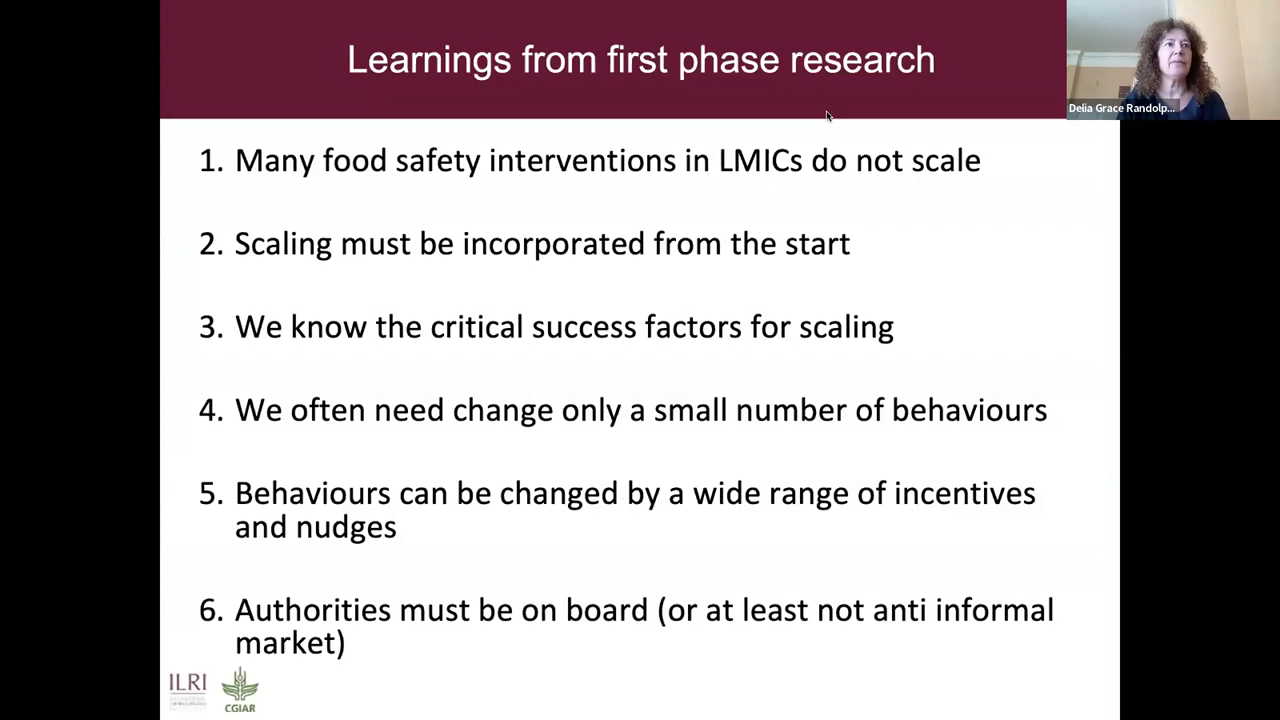 Learnings from first phase research
Delia Grace Randolp...
1. Many food safety interventions in LMICs do not scale
2. Scaling must be incorporated from the start
3. We know the critical success factors for scaling
4. We often need change only a small number of behaviours
5. Behaviours can be changed by a wide range of incentives
and nudges
6. Authorities must be on board (or at least not anti informal
market)
ILRI
CGIAR